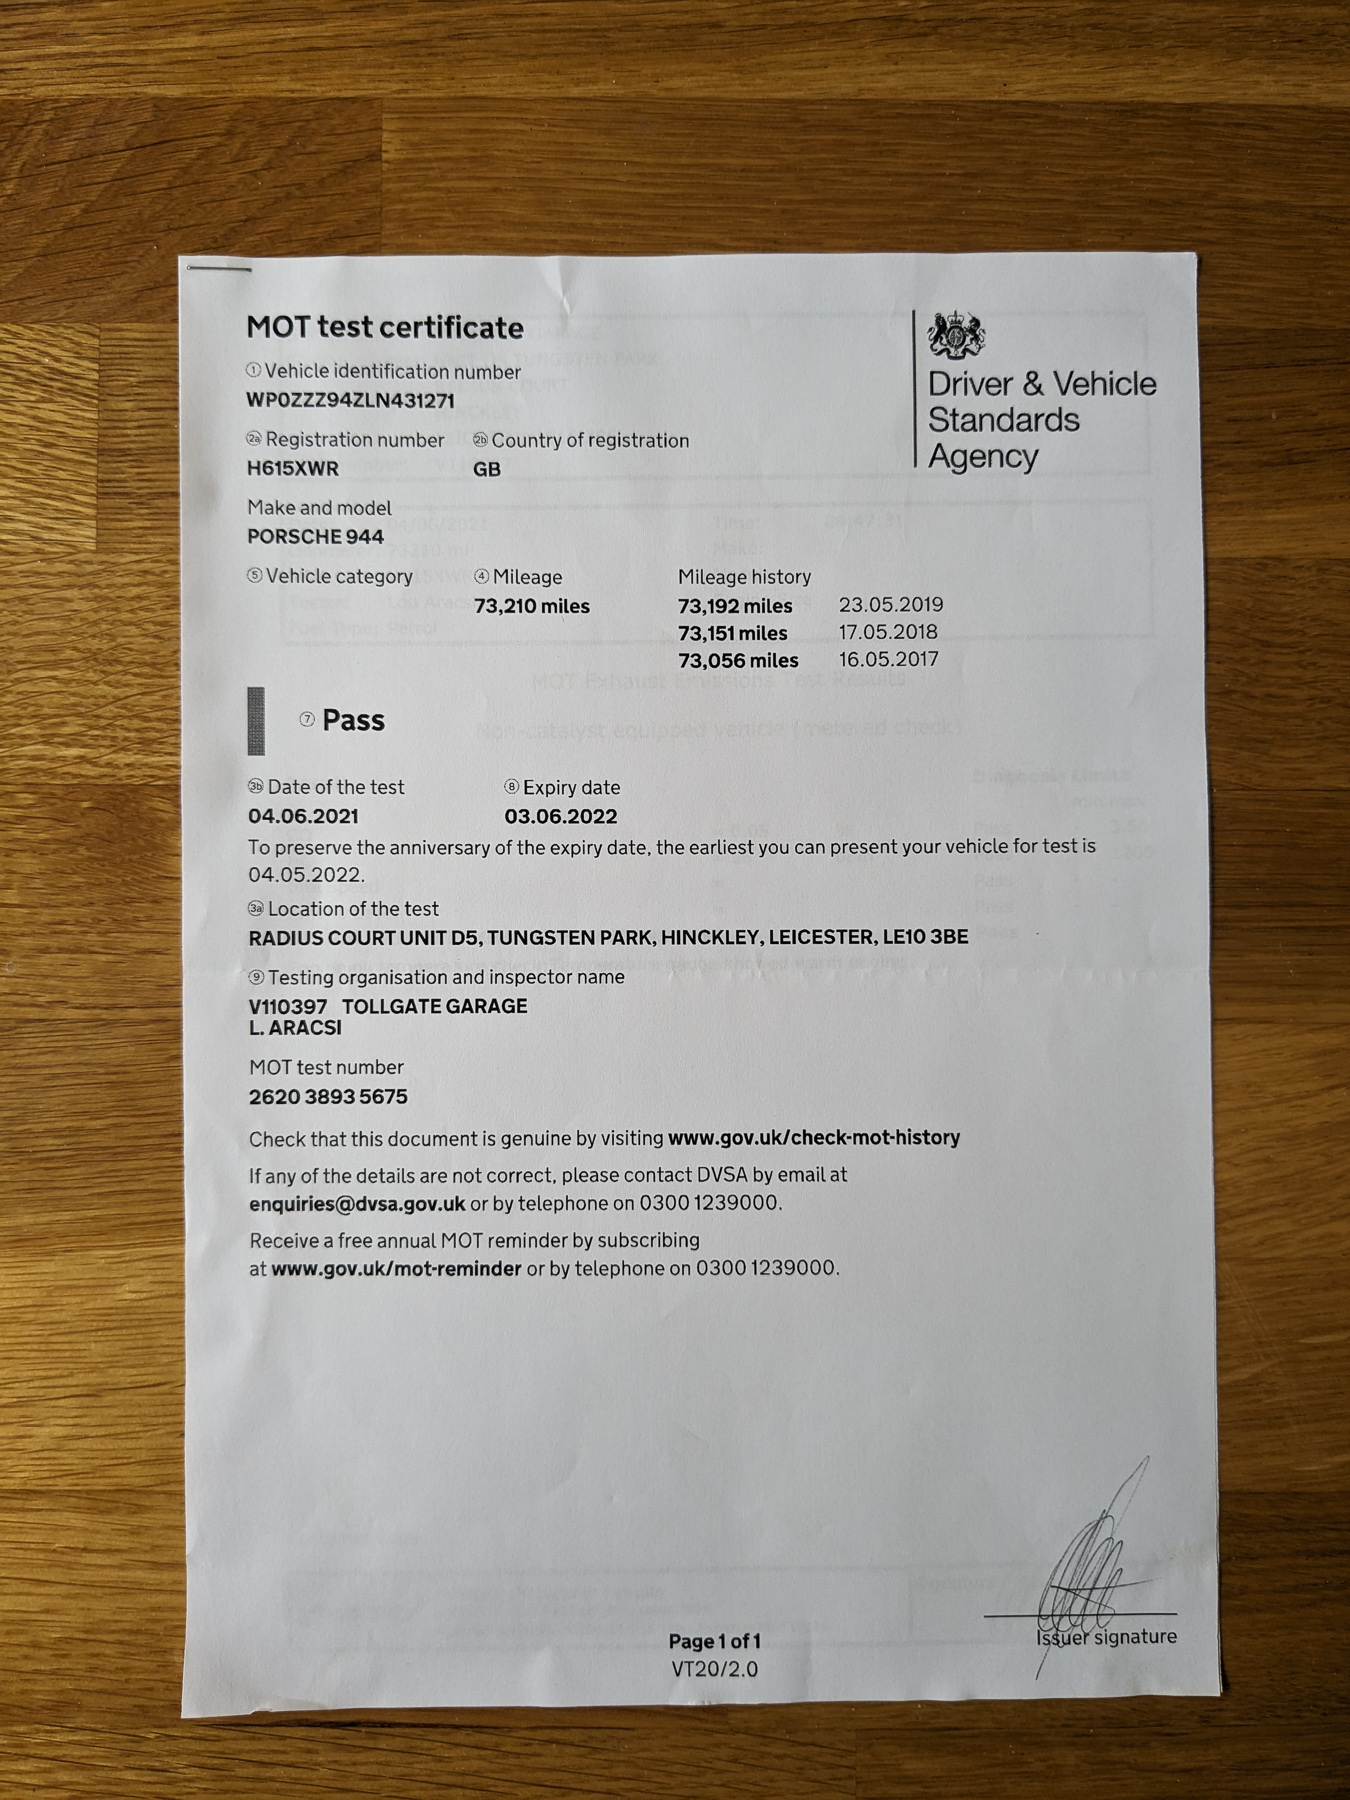 MOT test certificate
Driver & Vehicle
Standards
Agency
① Vehicle identification number
WP0ZZZ94ZLN431271
2a Registration number 2b Country of registration
H615XWR GB
Make and model
PORSCHE 944
⑤ Vehicle category ④ Mileage Mileage history
73,210 miles 73,192 miles 23.05.2019
73,151 miles 17.05.2018
73,056 miles 16.05.2017
⑦ Pass
3b Date of the test ⑧ Expiry date
04.06.2021 03.06.2022
To preserve the anniversary of the expiry date, the earliest you can present your vehicle for test is
04.05.2022.
3a Location of the test
RADIUS COURT UNIT D5, TUNGSTEN PARK, HINCKLEY, LEICESTER, LE10 3BE
⑨ Testing organisation and inspector name
V110397 TOLLGATE GARAGE
L. ARACSI
MOT test number
2620 3893 5675
Check that this document is genuine by visiting www.gov.uk/check-mot-history
If any of the details are not correct, please contact DVSA by email at
enquiries@dvsa.gov.uk or by telephone on 0300 1239000.
Receive a free annual MOT reminder by subscribing
at www.gov.uk/mot-reminder or by telephone on 0300 1239000.
Issuer signature
Page 1 of 1
VT20/2.0